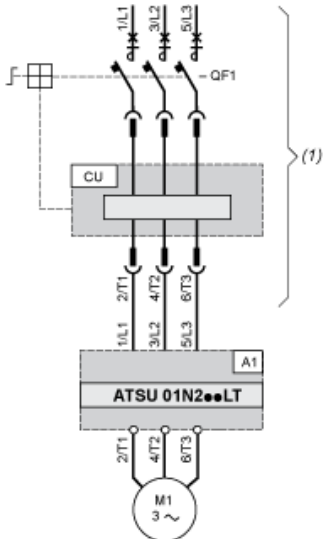 1/L1 3/L2 5/L3
QF1
(1)
CU
2/T1 4/T2 6/T3
1/L1 3/L2 5/L3
A1
ATSU 01N2●●LT
2/T1 4/T2 6/T3
M1
3 ~